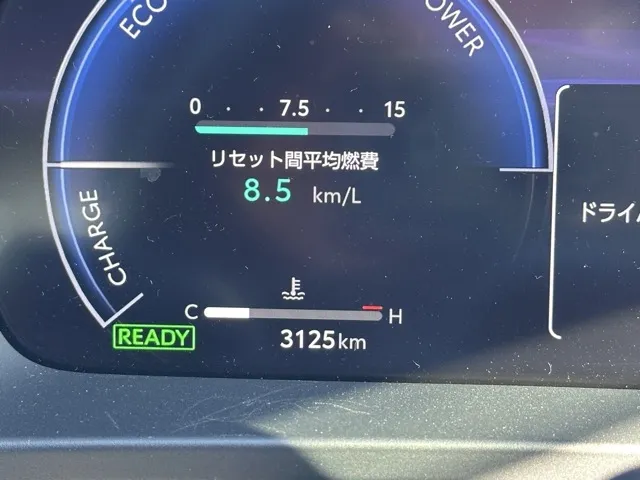 ECO
POWER
0 · · 7.5 · · 15
リセット間平均燃費
8.5 km/L
CHARGE
ドライ
C H
READY
3125km